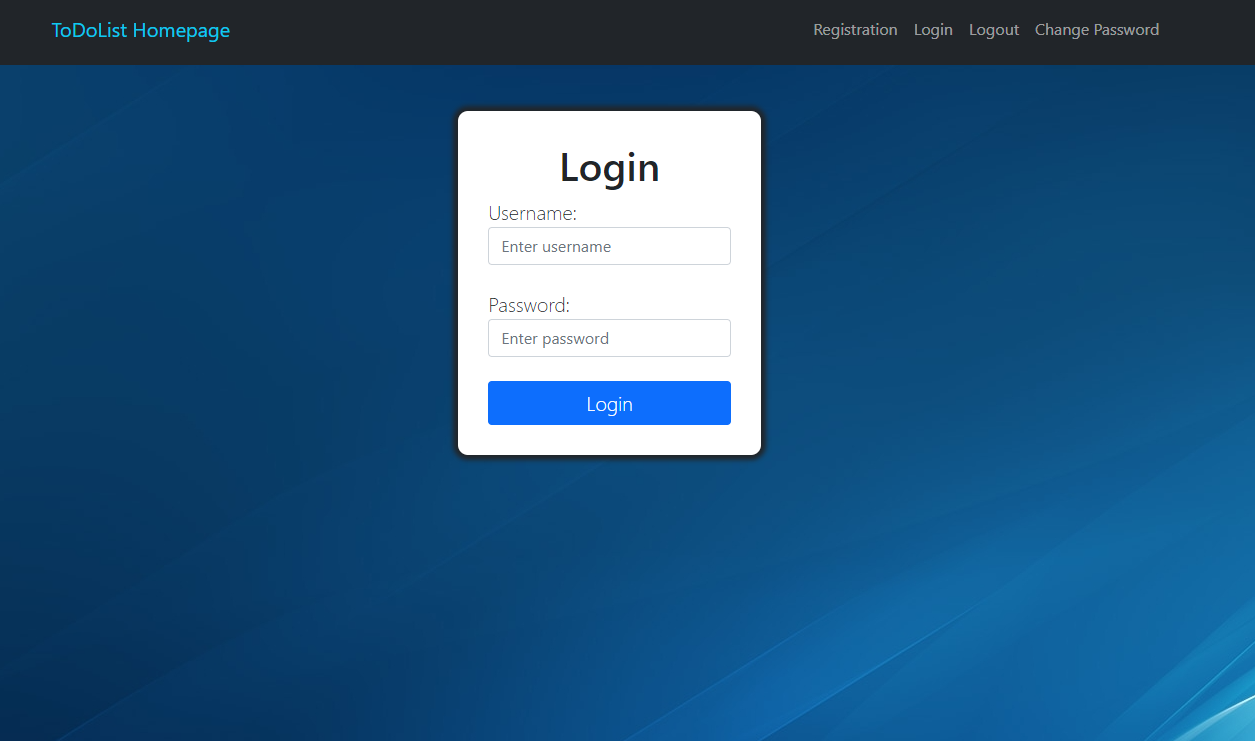 ToDoList Homepage
Registration Login Logout Change Password
Login
Username:
Enter username
Password:
Enter password
Login